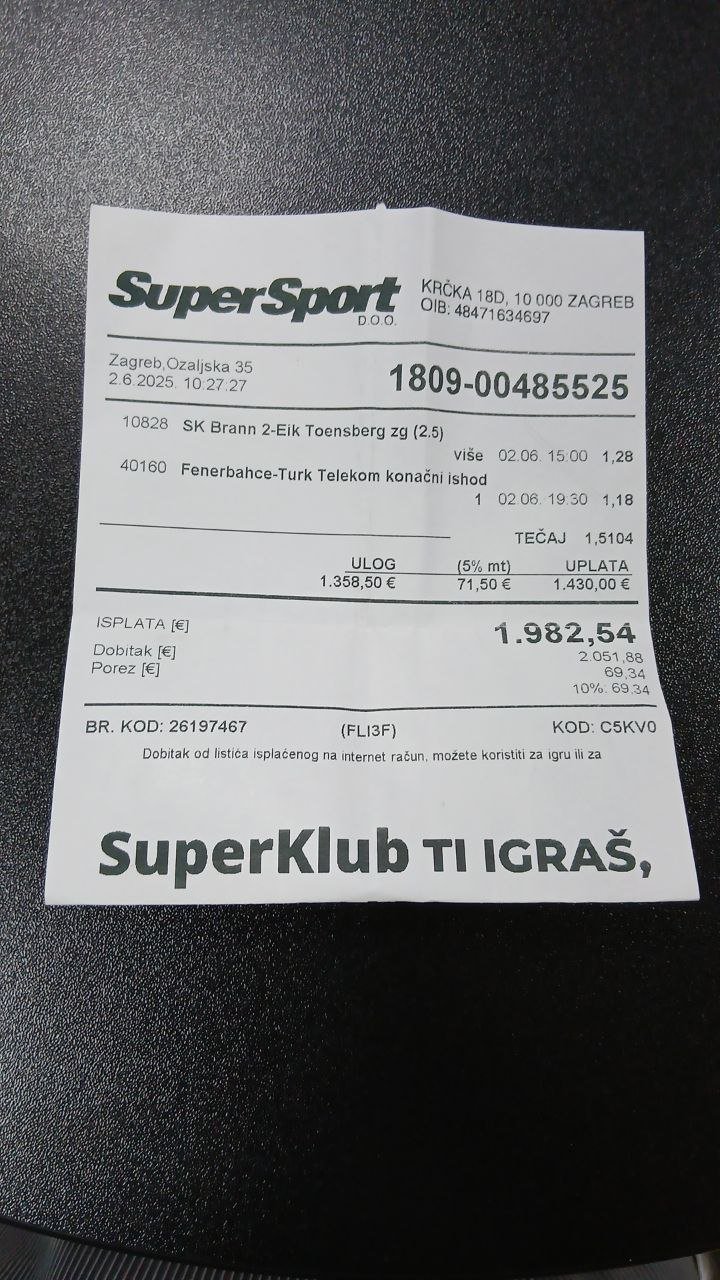 SuperSport
D.O.O.
KRČKA 18D, 10 000 ZAGREB
OIB: 48471634697
Zagreb,Ozaljska 35
2.6.2025. 10:27:27
1809-00485525
10828 SK Brann 2-Eik Toensberg zg (2.5)
više 02.06. 15:00 1,28
40160 Fenerbahce-Turk Telekom konačni ishod
1 02.06. 19:30 1,18
TEČAJ 1,5104
ULOG (5% mt) UPLATA
1.358,50 € 71,50 € 1.430,00 €
ISPLATA [€] 1.982,54
Dobitak [€] 2.051,88
Porez [€] 69,34
10%: 69,34
BR. KOD: 26197467 (FLI3F) KOD: C5KV0
Dobitak od listića isplaćenog na internet račun, možete koristiti za igru ili za
SuperKlub TI IGRAŠ,